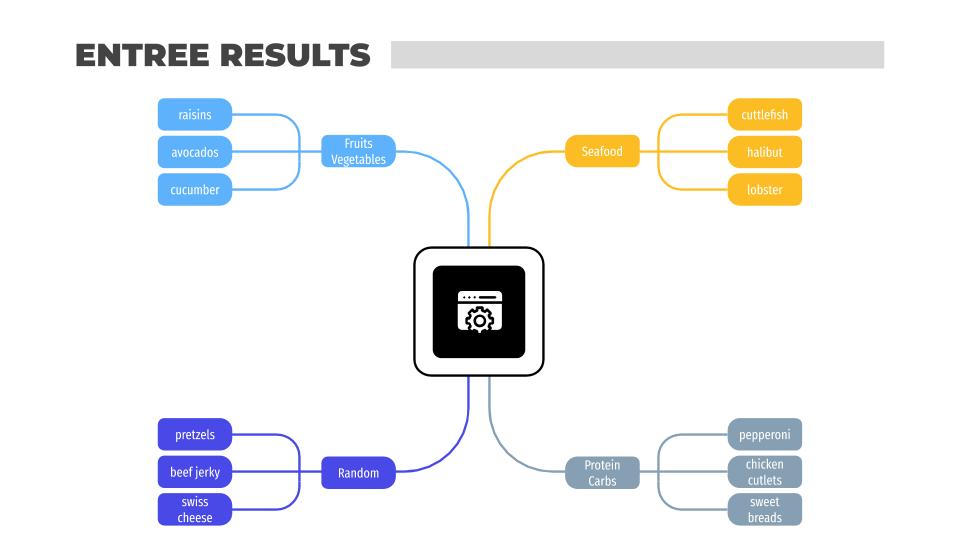 ENTREE RESULTS
raisins
avocados
cucumber
Fruits
Vegetables
Seafood
cuttlefish
halibut
lobster
pretzels
beef jerky
swiss
cheese
Random
Protein
Carbs
pepperoni
chicken
cutlets
sweet
breads